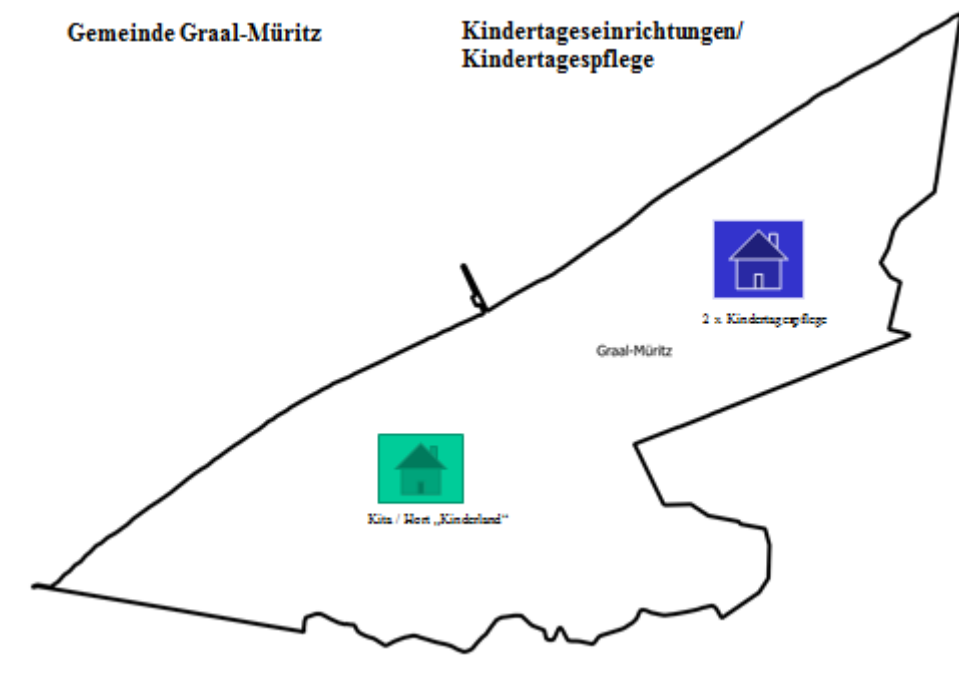 Gemeinde Graal-Müritz
Kindertageseinrichtungen/
Kindertagespflege
2 x Kindertagespflege
Graal-Müritz
Kita / Hort „Kinderland“